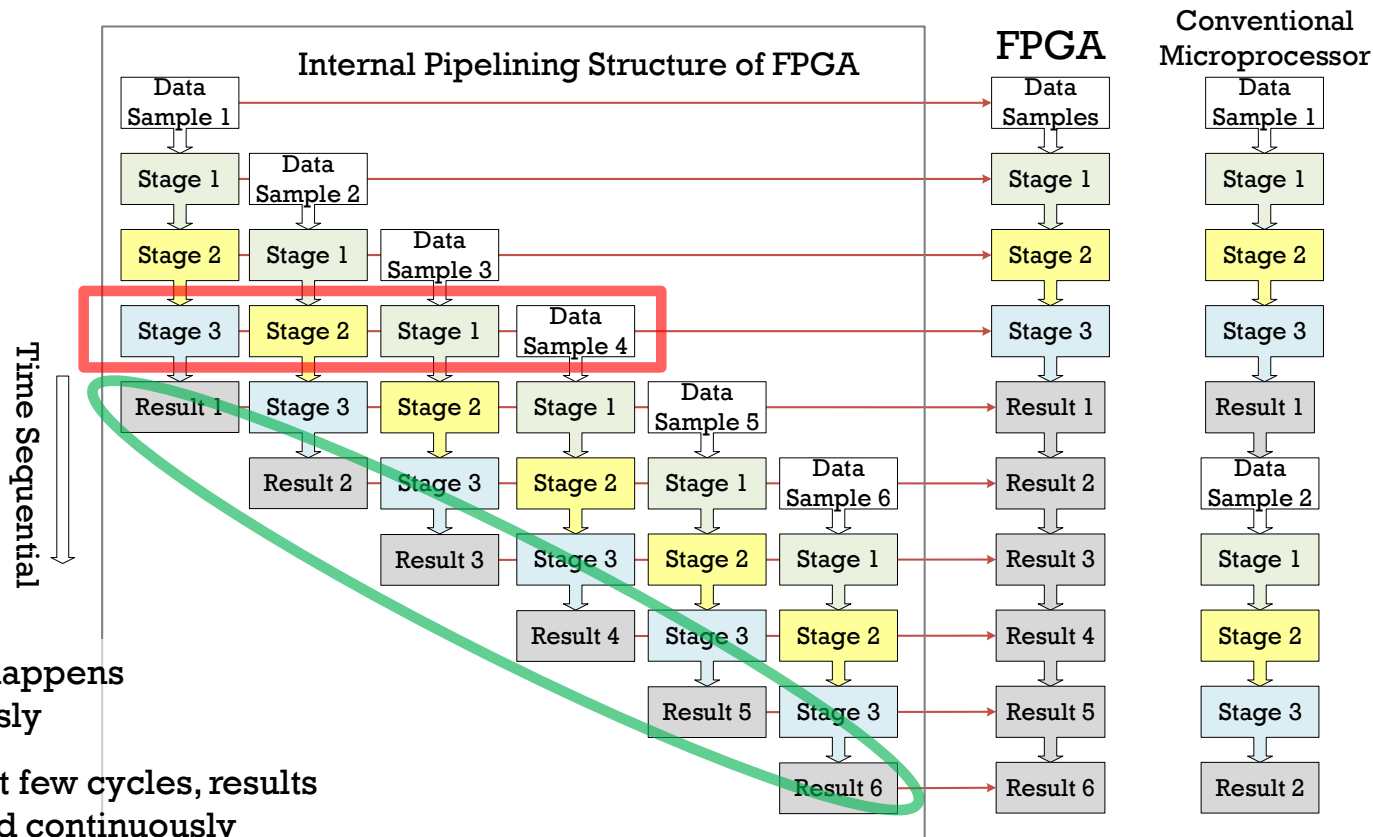 Conventional
Microprocessor
FPGA
Internal Pipelining Structure of FPGA
Data
Sample 1
Data
Samples
Data
Sample 1
Stage 1
Data
Sample 2
Stage 1
Stage 1
Stage 2
Stage 1
Data
Sample 3
Stage 2
Stage 2
Stage 3
Stage 2
Stage 1
Data
Sample 4
Stage 3
Stage 3
Time Sequential
Result 1
Stage 3
Stage 2
Stage 1
Data
Sample 5
Result 1
Result 1
Result 2
Stage 3
Stage 2
Stage 1
Data
Sample 6
Result 2
Data
Sample 2
Result 3
Stage 3
Stage 2
Stage 1
Result 3
Stage 1
Result 4
Stage 3
Stage 2
Result 4
Stage 2
Result 5
Stage 3
Result 5
Stage 3
Result 6
Result 6
Result 2
few cycles, results
continuously